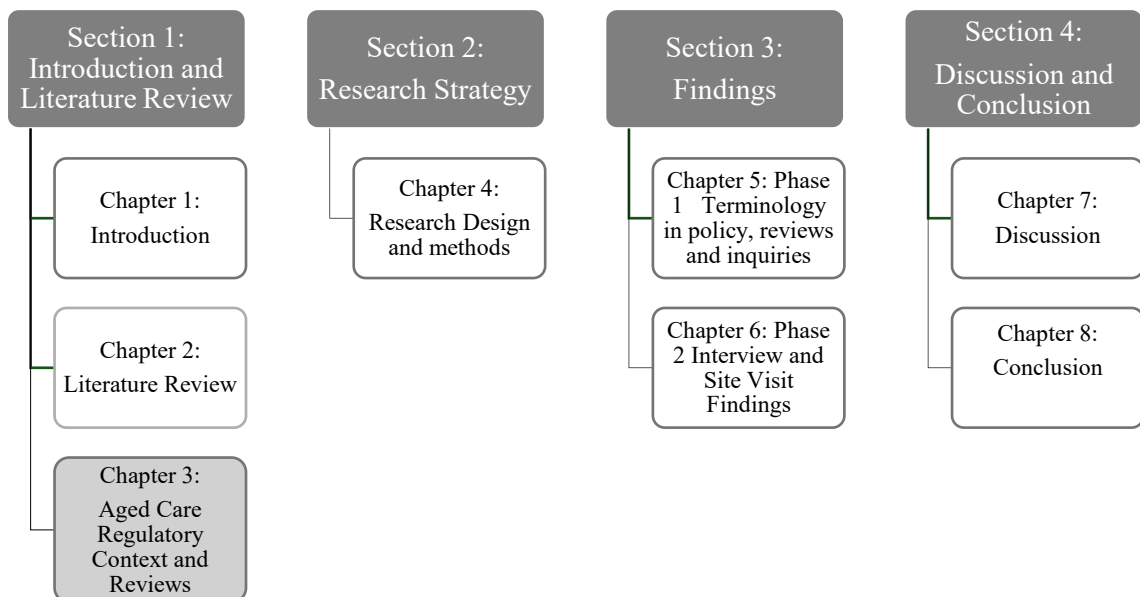 Section 1:
Introduction and
Literature Review
Chapter 1:
Introduction
Chapter 2:
Literature Review
Chapter 3:
Aged Care
Regulatory
Context and
Reviews
Section 2:
Research Strategy
Chapter 4:
Research Design
and methods
Section 3:
Findings
Chapter 5: Phase
1 Terminology
in policy, reviews
and inquiries
Chapter 6: Phase
2 Interview and
Site Visit
Findings
Section 4:
Discussion and
Conclusion
Chapter 7:
Discussion
Chapter 8:
Conclusion